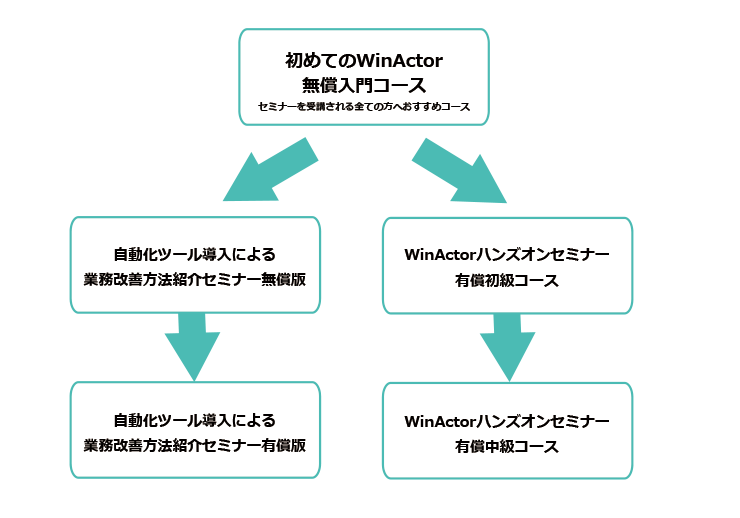 初めてのWinActor
無償入門コース
セミナーを受講される全ての方へおすすめコース
自動化ツール導入による
業務改善方法紹介セミナー無償版
WinActorハンズオンセミナー
有償初級コース
自動化ツール導入による
業務改善方法紹介セミナー有償版
WinActorハンズオンセミナー
有償中級コース